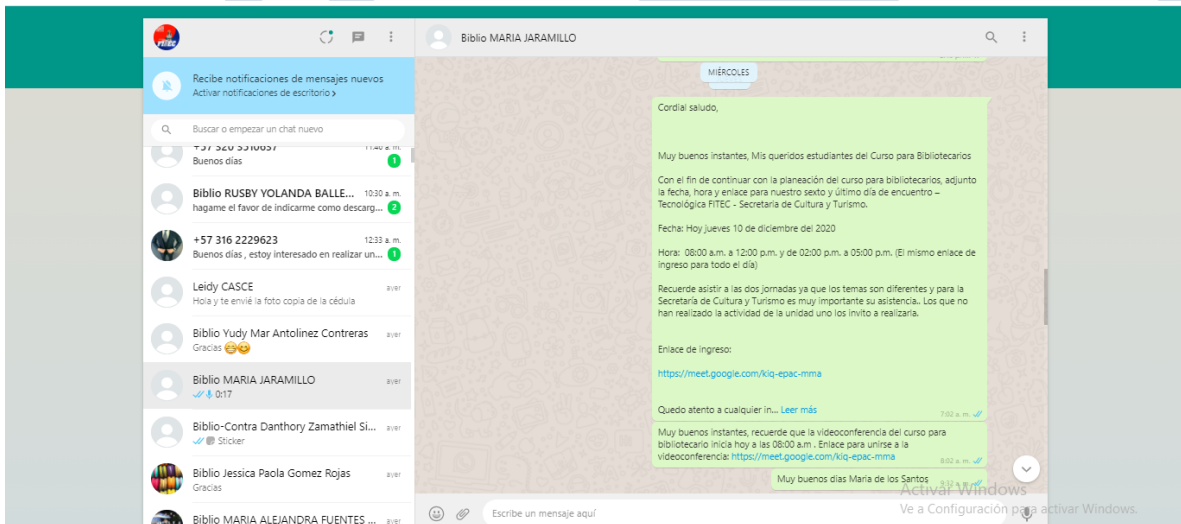 FITEC
Recibe notificaciones de mensajes nuevos
Activar notificaciones de escritorio >
Buscar o empezar un chat nuevo
+57 320 3510637 11:40 a. m.
Buenos días 1
Biblio RUSBY YOLANDA BALLE... 10:30 a. m.
hagame el favor de indicarme como descarg... 2
+57 316 2229623 12:33 a. m.
Buenos días , estoy interesado en realizar un... 1
Leidy CASCE ayer
Hola y te envié la foto copia de la cédula
Biblio Yudy Mar Antolinez Contreras ayer
Gracias 😁😊
Biblio MARIA JARAMILLO ayer
0:17
Biblio-Contra Danthory Zamathiel Si... ayer
Sticker
Biblio Jessica Paola Gomez Rojas ayer
Gracias
Biblio MARIA ALEJANDRA FUENTES ... ayer
Biblio MARIA JARAMILLO
MIÉRCOLES
Cordial saludo,
Muy buenos instantes, Mis queridos estudiantes del Curso para Bibliotecarios
Con el fin de continuar con la planeación del curso para bibliotecarios, adjunto
la fecha, hora y enlace para nuestro sexto y último día de encuentro –
Tecnológica FITEC - Secretaria de Cultura y Turismo.
Fecha: Hoy jueves 10 de diciembre del 2020
Hora: 08:00 a.m. a 12:00 p.m. y de 02:00 p.m. a 05:00 p.m. (El mismo enlace de
ingreso para todo el día)
Recuerde asistir a las dos jornadas ya que los temas son diferentes y para la
Secretaría de Cultura y Turismo es muy importante su asistencia.. Los que no
han realizado la actividad de la unidad uno los invito a realizarla.
Enlace de ingreso:
https://meet.google.com/kiq-epac-mma
Quedo atento a cualquier in... Leer más
7:02 a. m.
Muy buenos instantes, recuerde que la videoconferencia del curso para
bibliotecario inicia hoy a las 08:00 am . Enlace para unirse a la
videoconferencia: https://meet.google.com/kiq-epac-mma 8:02 a. m.
Muy buenos dias Maria de los Santos
Escribe un mensaje aquí
Activar Windows
Ve a Configuración para activar Windows.